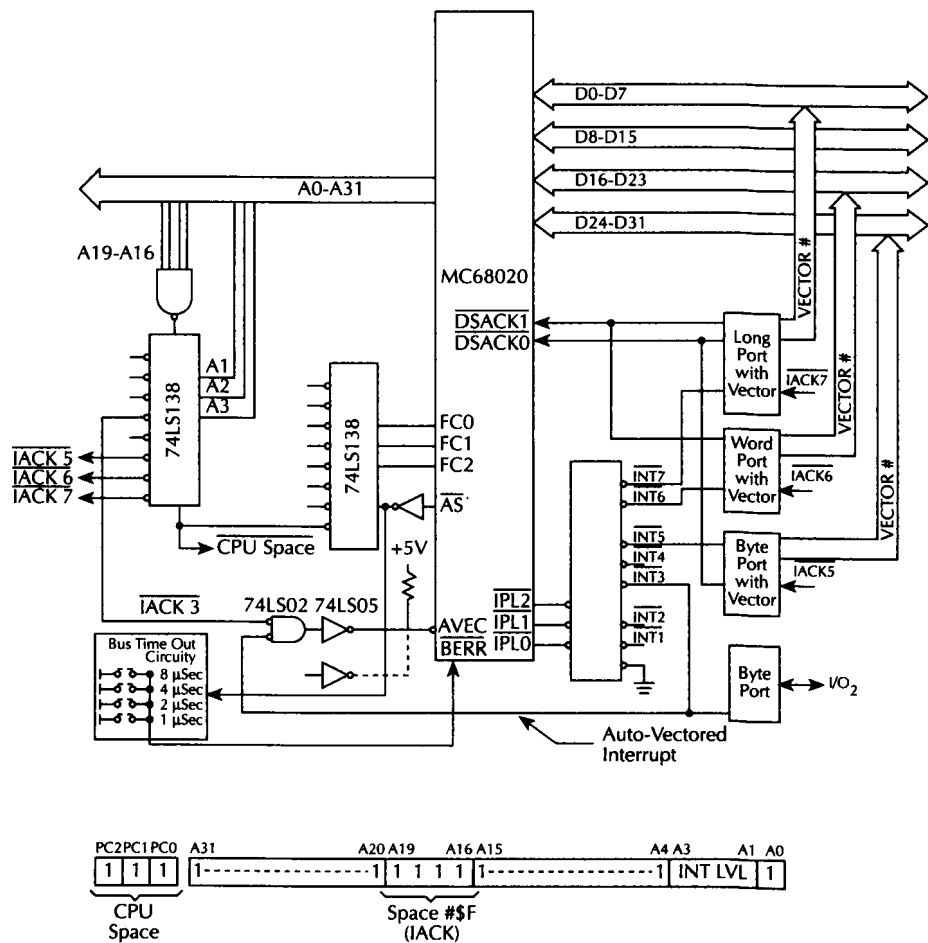 D0-D7
D8-D15
A0-A31
D16-D23
D24-D31
A19-A16
MC68020
VECTOR #
VECTOR #
VECTOR #
DSACK1
DSACK0
Long
Port
with
Vector
IACK7
A1
A2
A3
74LS138
74LS138
FC0
FC1
FC2
AS
IACK 5
IACK 6
IACK 7
CPU Space
+5V
Word
Port
with
Vector
IACK6
INT7
INT6
INT5
INT4
INT3
INT2
INT1
Byte
Port
with
Vector
IACK5
IACK 3
74LS02
74LS05
AVEC
BERR
IPL2
IPL1
IPL0
Bus Time Out
Circuity
8 µSec
4 µSec
2 µSec
1 µSec
Byte
Port
I/O2
Auto-Vectored
Interrupt
PC2 PC1 PC0 A31 A20 A19 A16 A15 A4 A3 A1 A0
1 1 1 1 1 1 1 1 1 1 1 INT LVL 1
CPU
Space
Space #$F
(IACK)